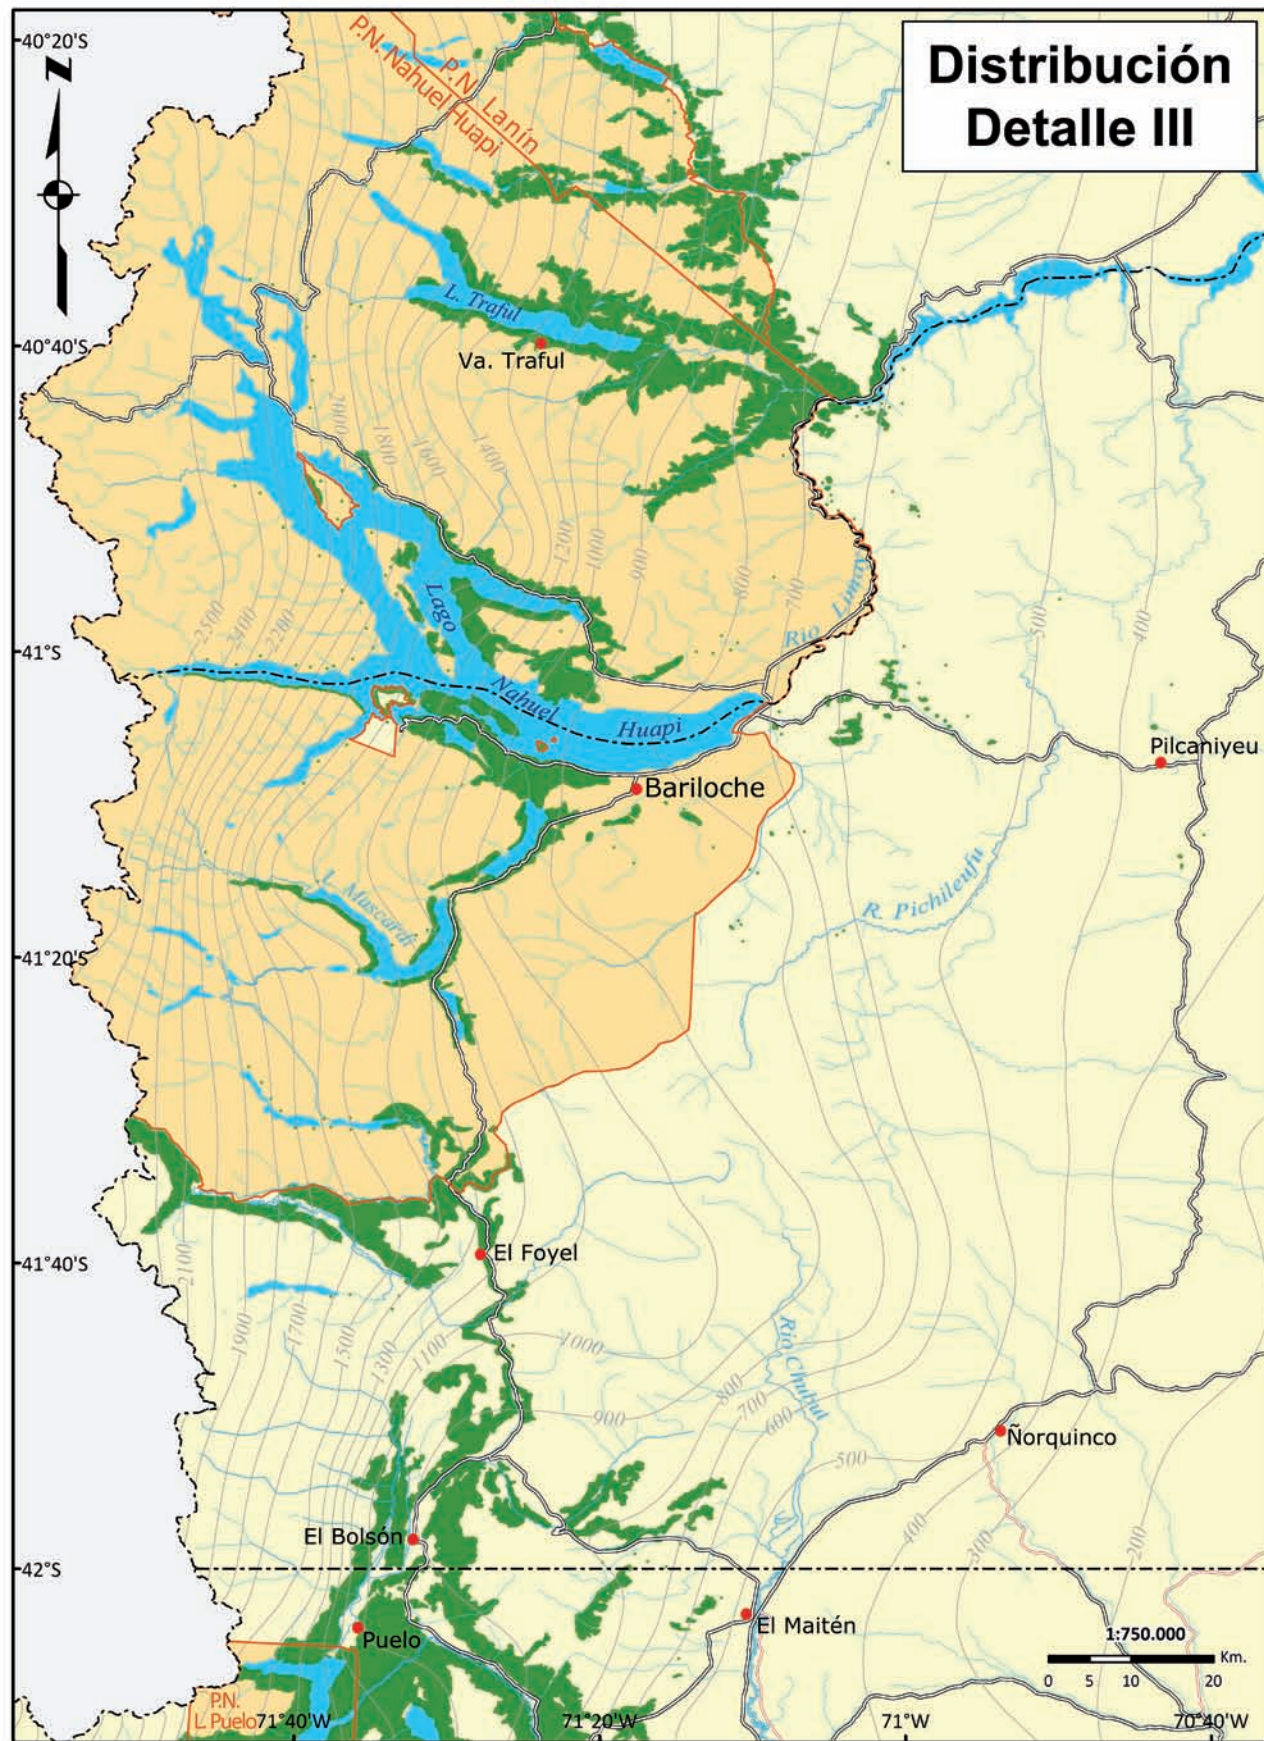 Distribución
Detalle III
40°20'S
40°40'S
41°S
41°20'S
41°40'S
42°S
N
P.N. Lanín
P.N. Nahuel Huapi
L. Traful
Va. Traful
2000
1800
1600
1400
1200
1000
900
800
700
500
400
2500
2400
2200
Lago
Nahuel
Huapi
Río
Limay
Bariloche
Pilcaniyeu
L. Mascardi
R. Pichileufu
El Foyel
2100
1900
1700
1500
1300
1100
1000
900
800
700
600
500
400
300
200
Río Chubut
Ñorquinco
El Bolsón
Puelo
El Maitén
P.N.
L. Puelo
1:750.000
Km.
0 5 10 20
71°40'W
71°20'W
71°W
70°40'W